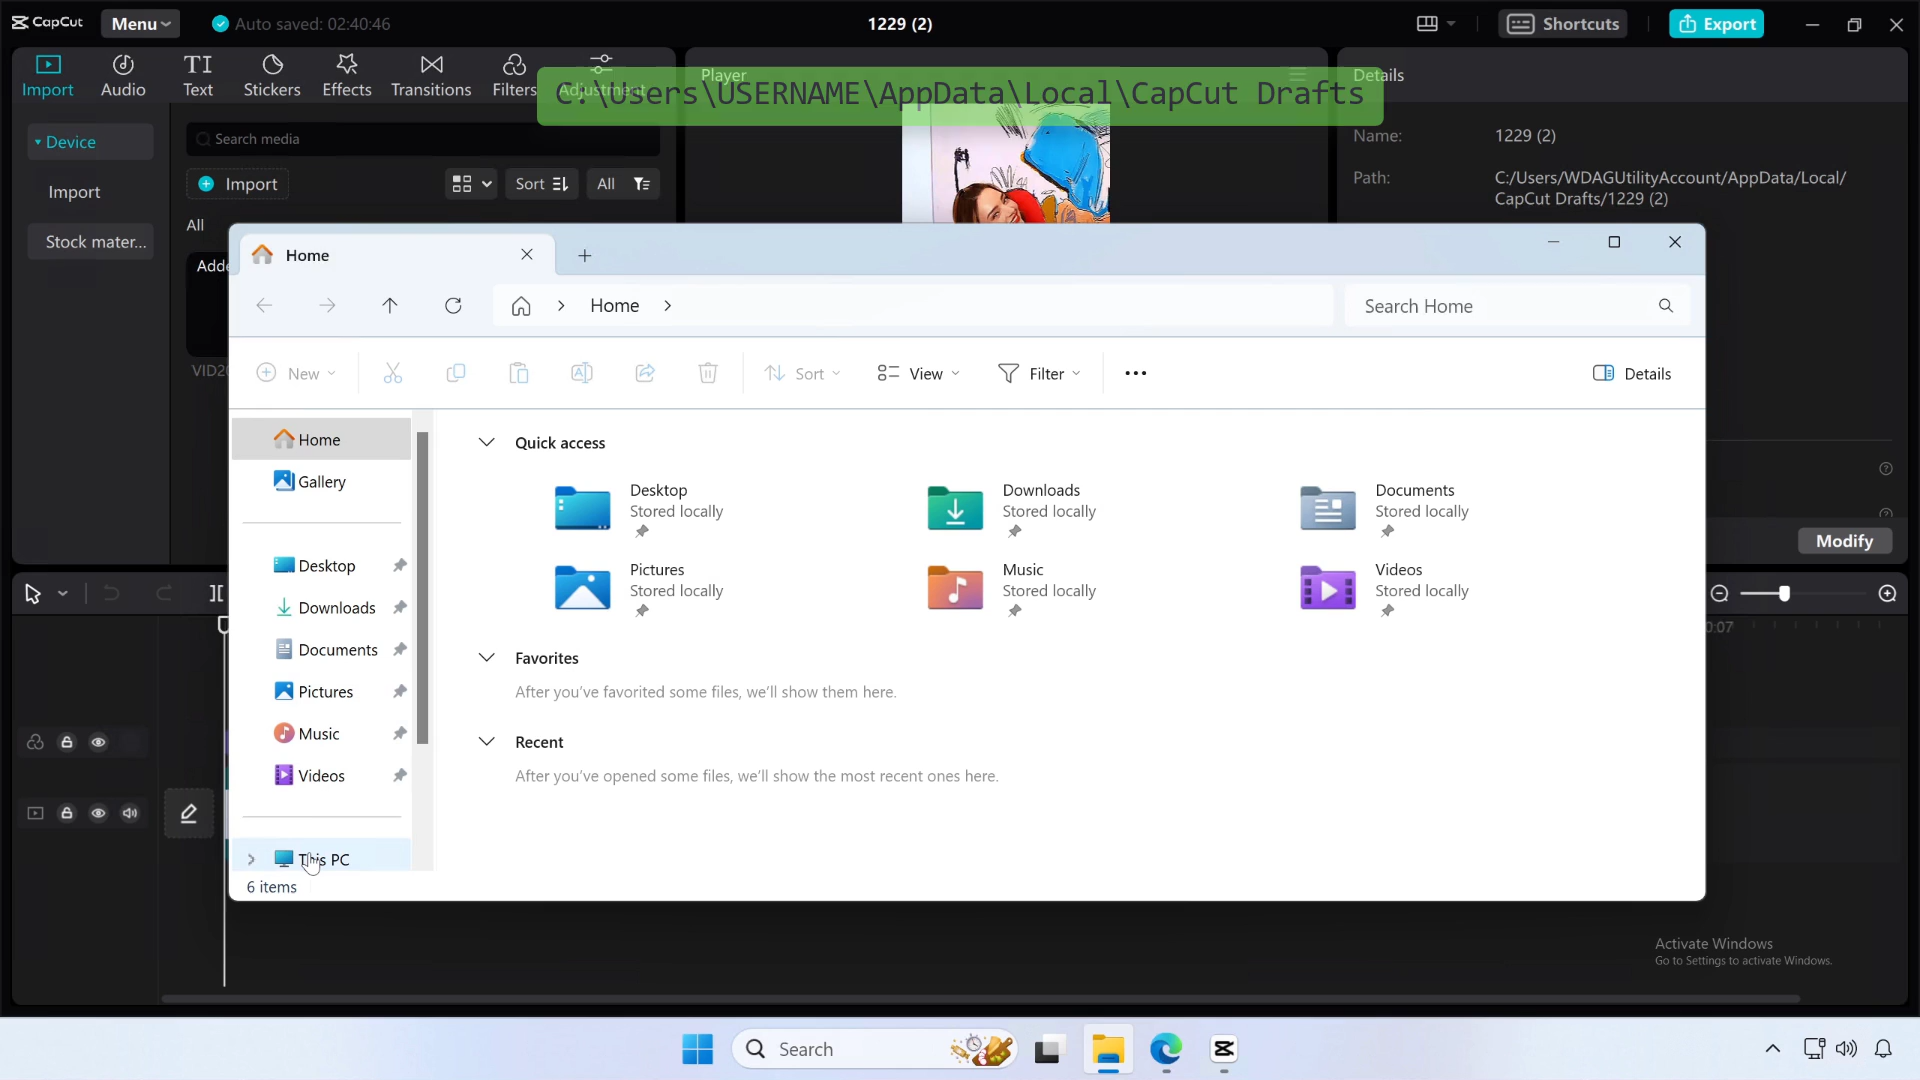 CapCut
Menu
Auto saved: 02:40:46
1229 (2)
Shortcuts
Export
Import
Audio
TI
Text
Stickers
Effects
Transitions
Filters
Adjustment
Player
Details
C:\Users\USERNAME\AppData\Local\CapCut Drafts
Device
Import
Stock mater...
Search media
Import
Sort
All
All
Name:
1229 (2)
Path:
C:/Users/WDAGUtilityAccount/AppData/Local/
CapCut Drafts/1229 (2)
Modify
Home
Home
Search Home
New
Sort
View
Filter
Details
Home
Gallery
Desktop
Downloads
Documents
Pictures
Music
Videos
This PC
6 items
Quick access
Desktop
Stored locally
Downloads
Stored locally
Documents
Stored locally
Pictures
Stored locally
Music
Stored locally
Videos
Stored locally
Favorites
After you've favorited some files, we'll show them here.
Recent
After you've opened some files, we'll show the most recent ones here.
Activate Windows
Go to Settings to activate Windows.
Search